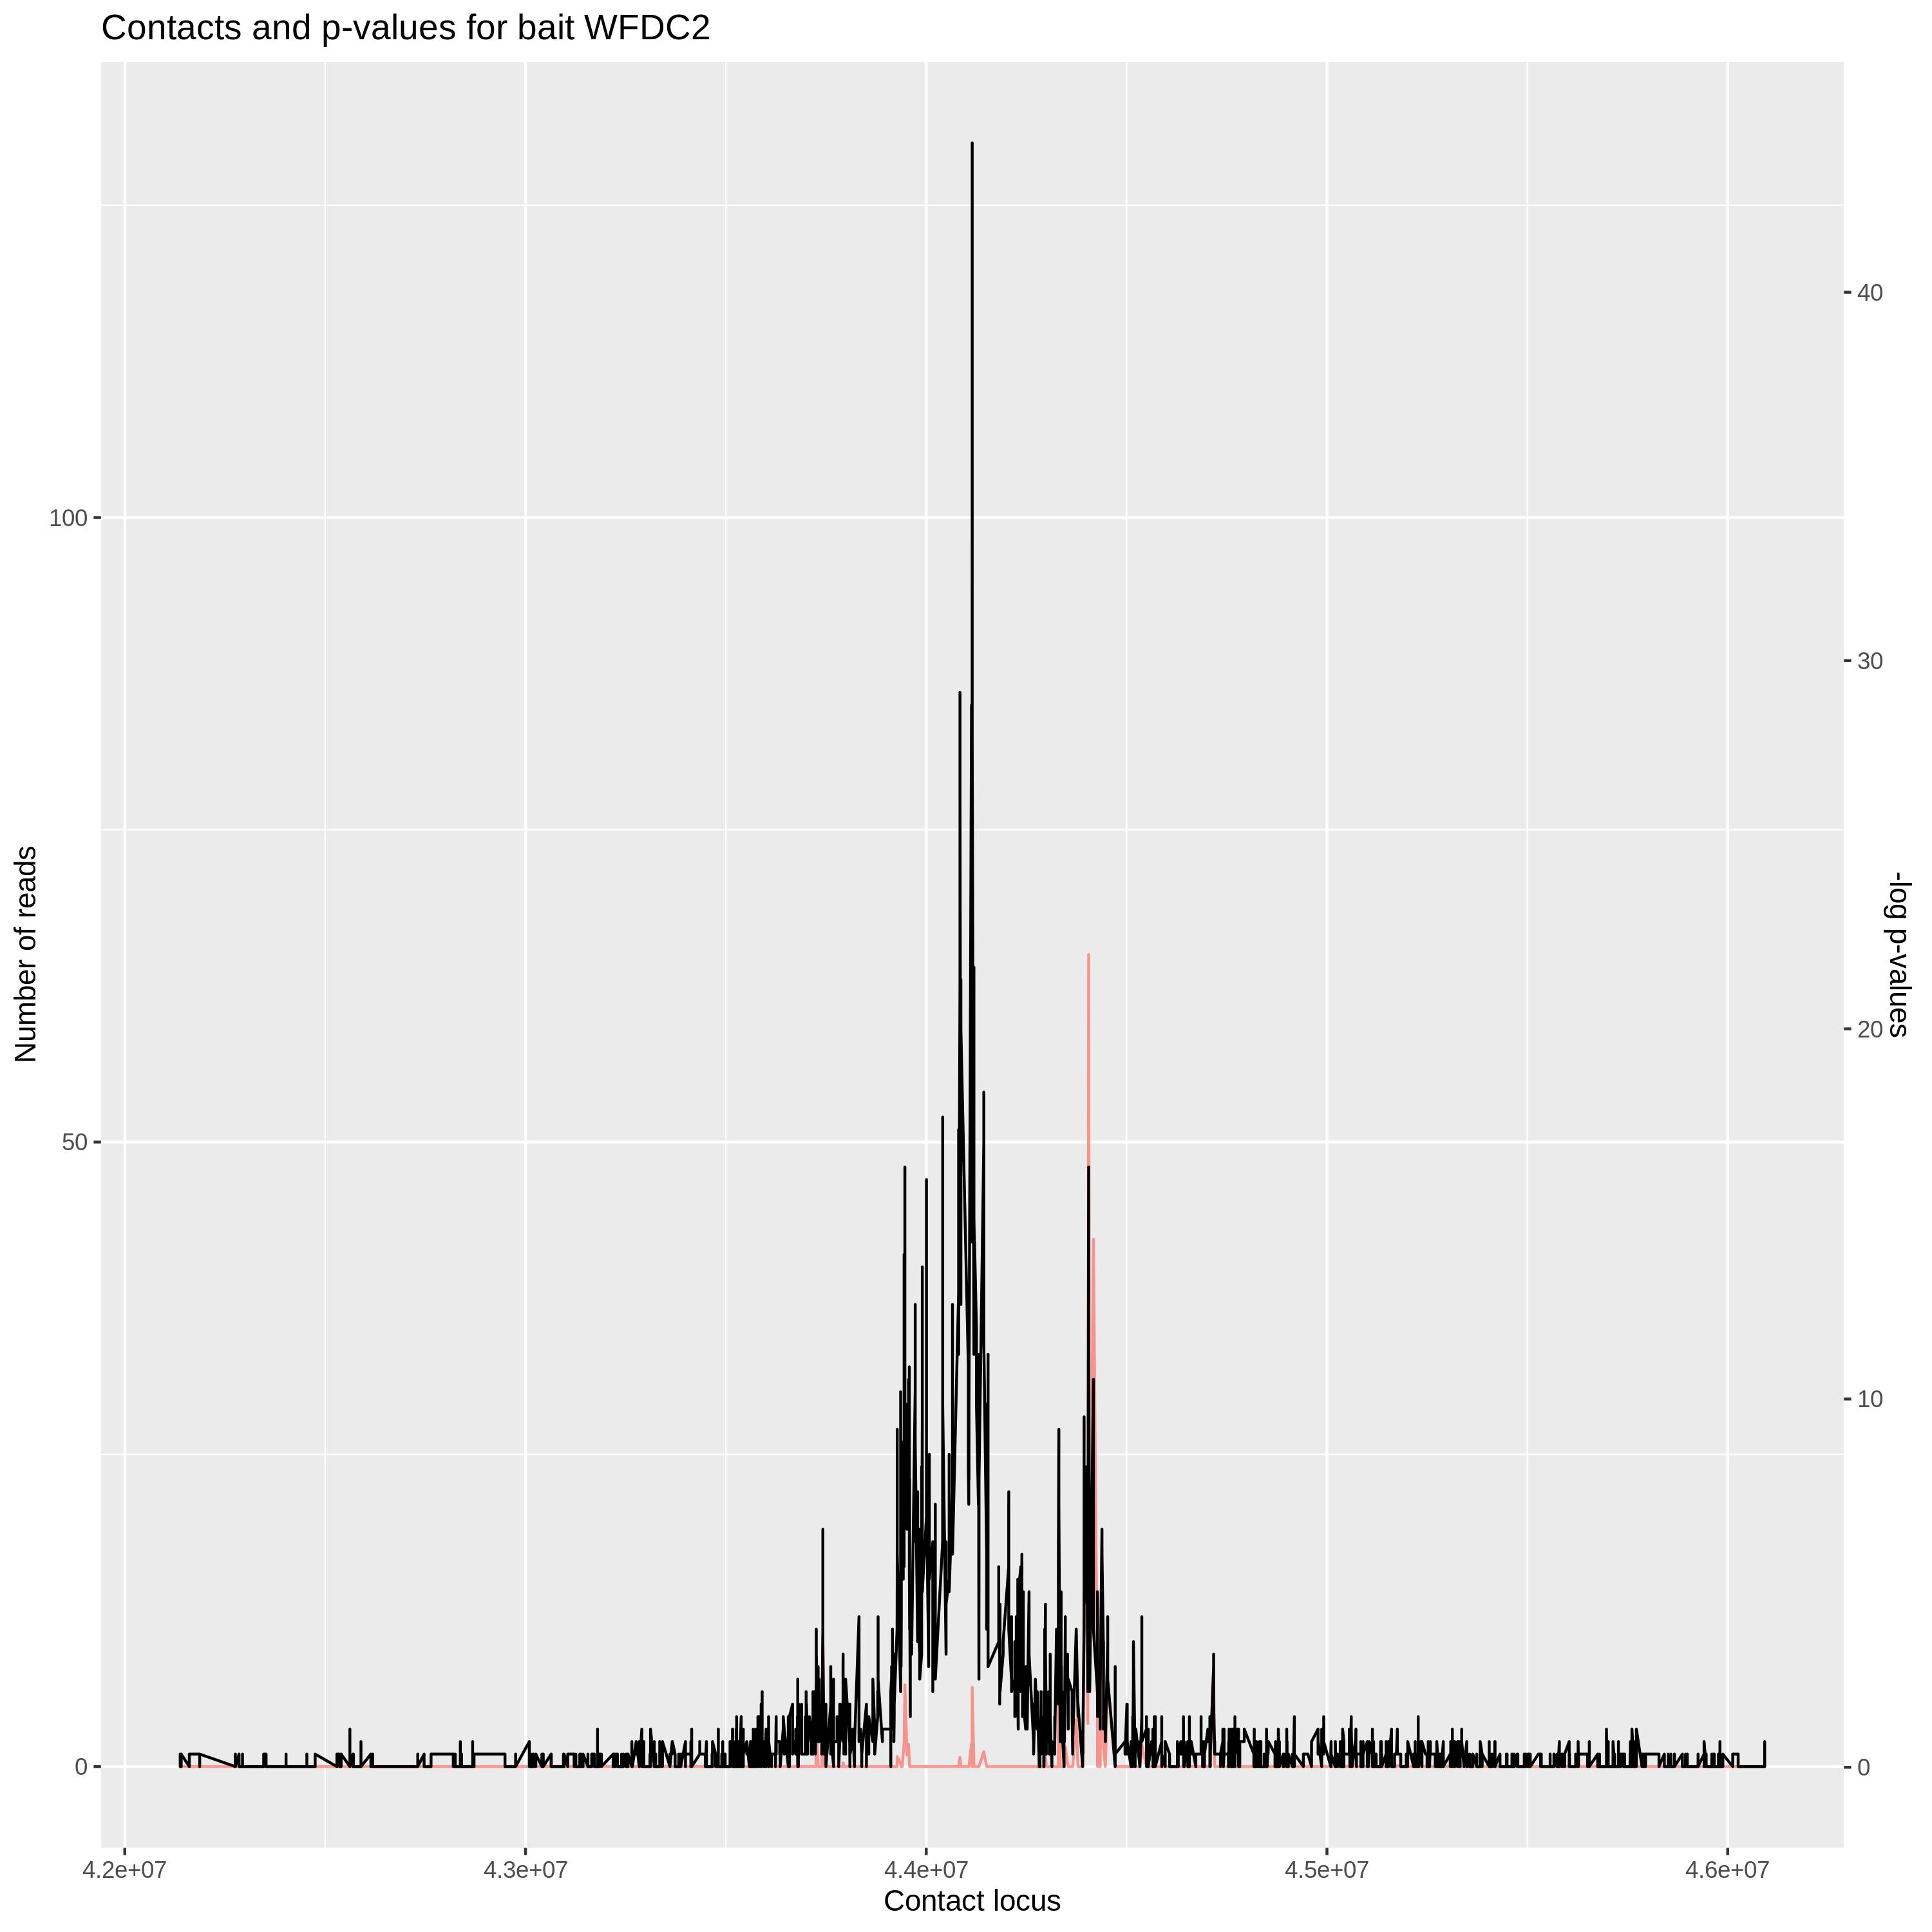 Contacts and p-values for bait WFDC2
Number of reads
100
50
0
40
30
20
10
0
-log p-values
4.2e+07
4.3e+07
4.4e+07
4.5e+07
4.6e+07
Contact locus